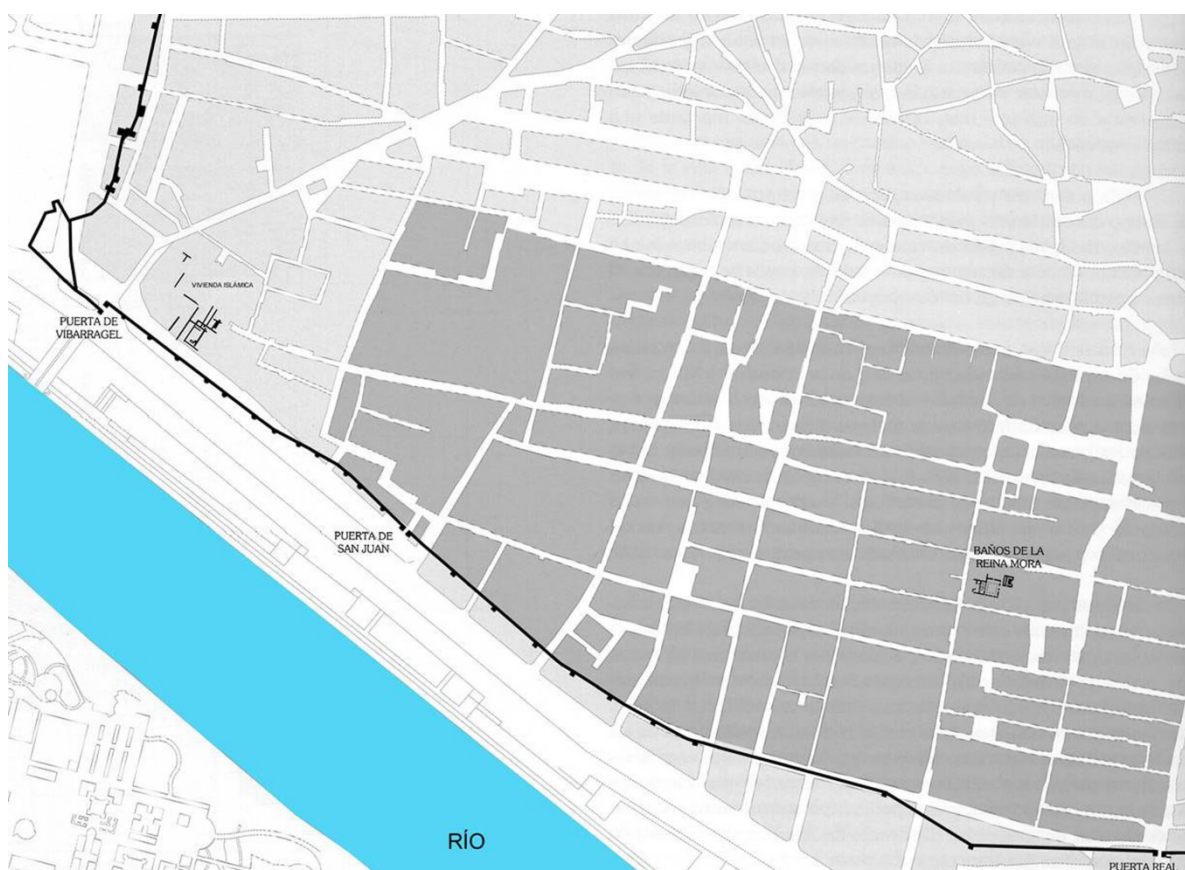 VIVIENDA ISLÁMICA
PUERTA DE
VIBARRAGEL
PUERTA DE
SAN JUAN
BAÑOS DE LA
REINA MORA
RÍO
PUERTA REAL